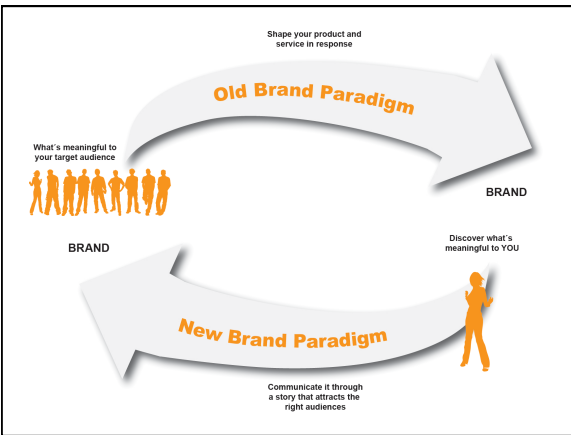 Shape your product and
service in response
Old Brand Paradigm
What´s meaningful to
your target audience
BRAND
BRAND
Discover what´s
meaningful to YOU
New Brand Paradigm
Communicate it through
a story that attracts the
right audiences